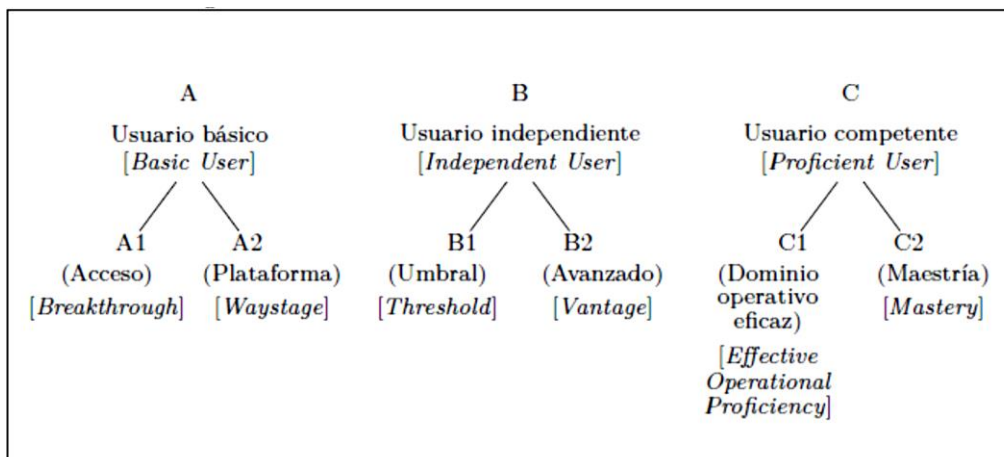 A
Usuario básico
[Basic User]
A1
(Acceso)
[Breakthrough]
A2
(Plataforma)
[Waystage]
B
Usuario independiente
[Independent User]
B1
(Umbral)
[Threshold]
B2
(Avanzado)
[Vantage]
C
Usuario competente
[Proficient User]
C1
(Dominio
operativo
eficaz)
[Effective
Operational
Proficiency]
C2
(Maestría)
[Mastery]